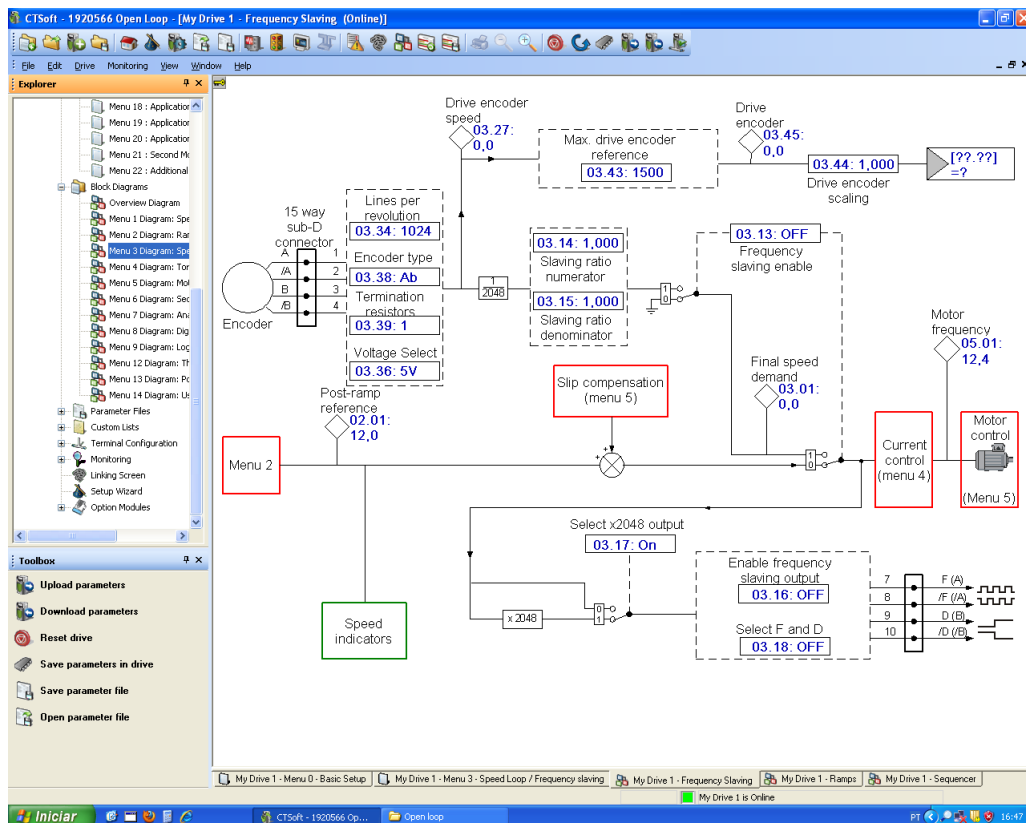 CTSoft - 1920566 Open Loop - [My Drive 1 - Frequency Slaving (Online)]
File Edit Drive Monitoring View Window Help
Explorer
Menu 18 : Application
Menu 19 : Application
Menu 20 : Application
Menu 21 : Second Mo
Menu 22 : Additional
Block Diagrams
Overview Diagram
Menu 1 Diagram: Spe
Menu 2 Diagram: Ran
Menu 3 Diagram: Spe
Menu 4 Diagram: Tor
Menu 5 Diagram: Mot
Menu 6 Diagram: Sec
Menu 7 Diagram: Ana
Menu 8 Diagram: Dig
Menu 9 Diagram: Log
Menu 12 Diagram: Th
Menu 13 Diagram: Po
Menu 14 Diagram: Us
Parameter Files
Custom Lists
Terminal Configuration
Monitoring
Linking Screen
Setup Wizard
Option Modules
Toolbox
Upload parameters
Download parameters
Reset drive
Save parameters in drive
Save parameter file
Open parameter file
Drive encoder
speed
03.27:
0,0
Max. drive encoder
reference
03.43: 1500
Drive
encoder
03.45:
0,0
03.44: 1,000
Drive encoder
scaling
[??.??]
=?
15 way
sub-D
connector
A 1
/A 2
B 3
/B 4
Encoder
Lines per
revolution
03.34: 1024
Encoder type
03.38: Ab
Termination
resistors
03.39: 1
Voltage Select
03.36: 5V
1
2048
03.14: 1,000
Slaving ratio
numerator
03.15: 1,000
Slaving ratio
denominator
1
0
03.13: OFF
Frequency
slaving enable
Motor
frequency
05.01:
12,4
Post-ramp
reference
02.01:
12,0
Slip compensation
(menu 5)
Final speed
demand
03.01:
0,0
Menu 2
+
+
1
0
Current
control
(menu 4)
Motor
control
(Menu 5)
Select x2048 output
03.17: On
Speed
indicators
x 2048
0
1
Enable frequency
slaving output
03.16: OFF
Select F and D
03.18: OFF
7 F (A)
8 /F (/A)
9 D (B)
10 /D (/B)
My Drive 1 - Menu 0 - Basic Setup
My Drive 1 - Menu 3 - Speed Loop / Frequency slaving
My Drive 1 - Frequency Slaving
My Drive 1 - Ramps
My Drive 1 - Sequencer
My Drive 1 is Online
Iniciar
CTSoft - 1920566 Op...
Open loop
PT
16:47